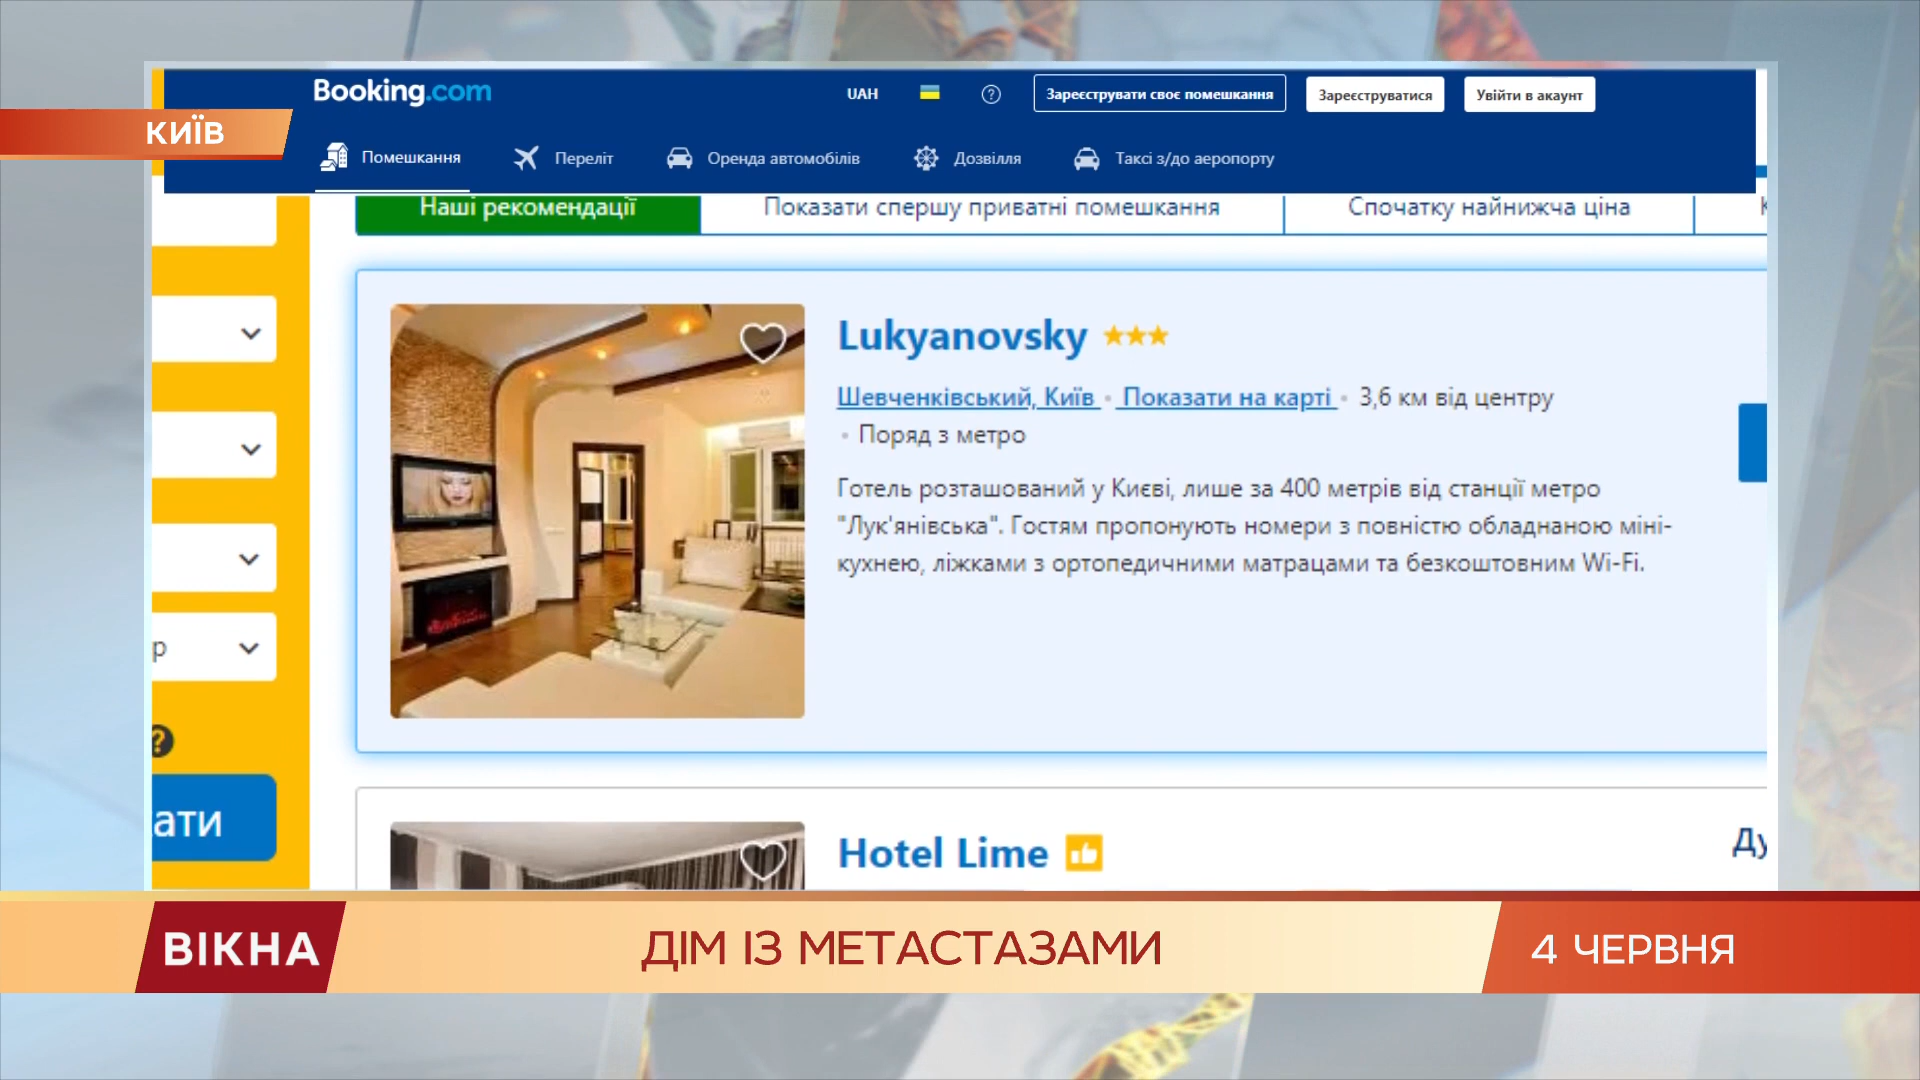 Booking.com
UAH
Зареєструвати своє помешкання
Зареєструватися
Увійти в акаунт
КИЇВ
Помешкання
Переліт
Оренда автомобілів
Дозвілля
Таксі з/до аеропорту
Наші рекомендації
Показати спершу приватні помешкання
Спочатку найнижча ціна
Lukyanovsky
Шевченківський, Київ • Показати на карті • 3,6 км від центру
• Поряд з метро
Готель розташований у Києві, лише за 400 метрів від станції метро
"Лук'янівська". Гостям пропонують номери з повністю обладнаною міні-
кухнею, ліжками з ортопедичними матрацами та безкоштовним Wi-Fi.
р
ати
Hotel Lime
Ду
ВІКНА
ДІМ ІЗ МЕТАСТАЗАМИ
4 ЧЕРВНЯ